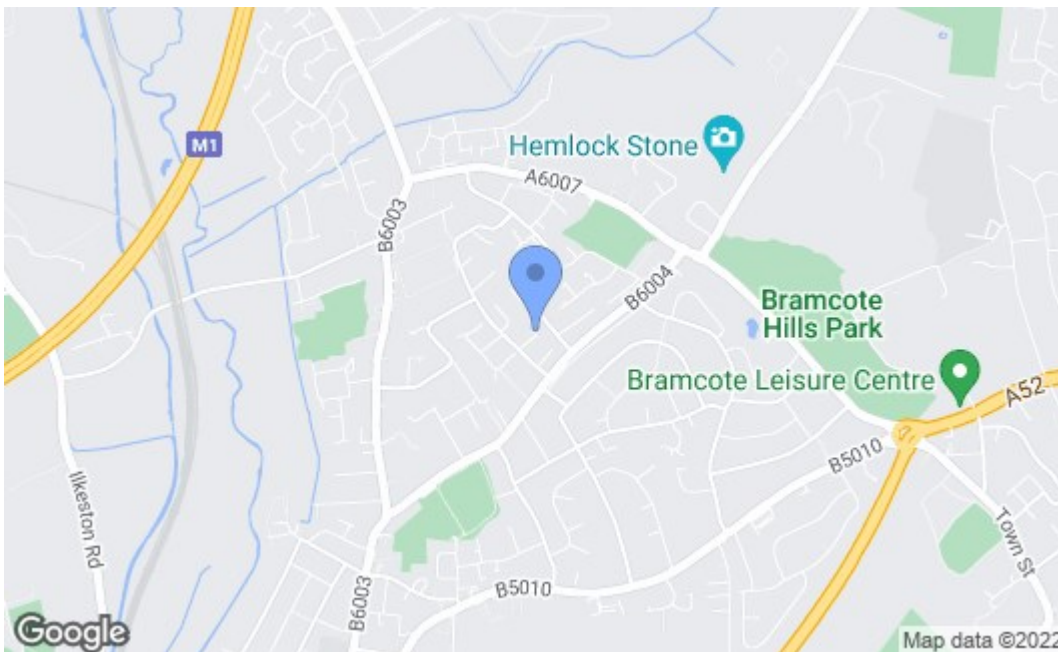 M1
Hemlock Stone
A6007
B6003
B6004
Bramcote
Hills Park
Bramcote Leisure Centre
A52
B5010
Ilkeston Rd
Town St
B5010
B6003
Google
Map data ©2022